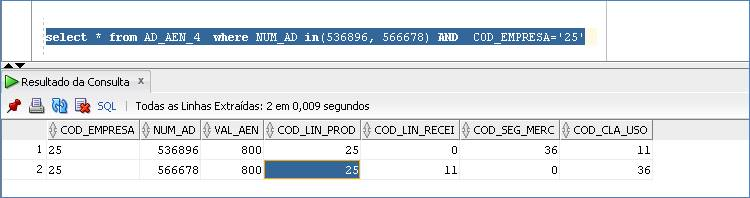 select * from AD_AEN_4  where NUM_AD in(536896, 566678) AND  COD_EMPRESA='25'
Resultado da Consulta x
SQL | Todas as Linhas Extraídas: 2 em 0,009 segundos
COD_EMPRESA NUM_AD VAL_AEN COD_LIN_PROD COD_LIN_RECEI COD_SEG_MERC COD_CLA_USO
1 25 536896 800 25 0 36 11
2 25 566678 800 25 11 0 36